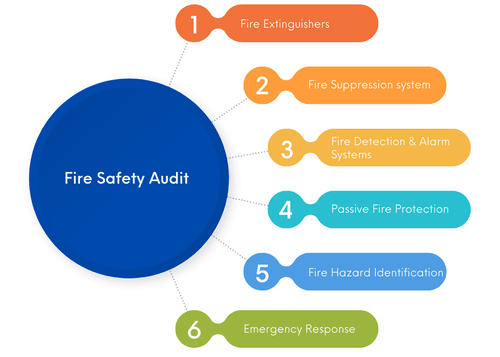 1
Fire Extinguishers
2
Fire Suppression system
3
Fire Detection & Alarm
Systems
Fire Safety Audit
4
Passive Fire Protection
5
Fire Hazard Identification
6
Emergency Response